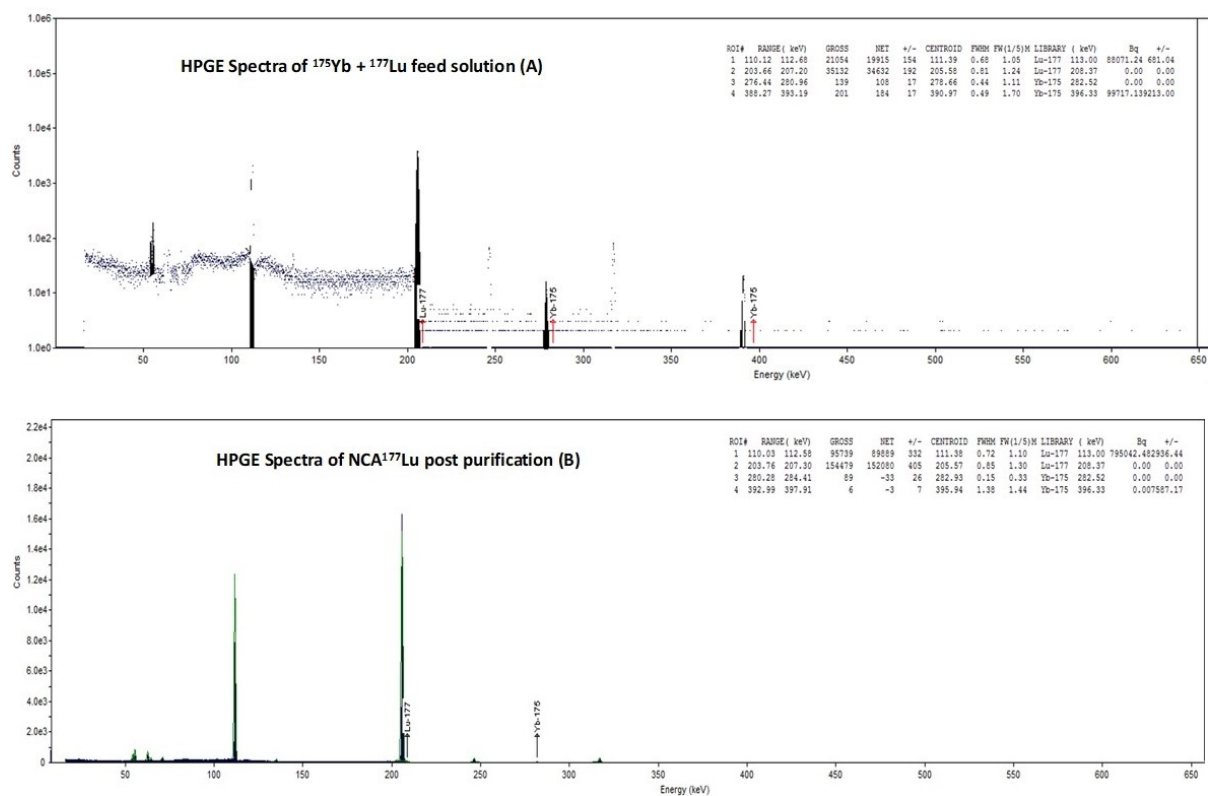 1.0e6
HPGE Spectra of ¹⁷⁵Yb + ¹⁷⁷Lu feed solution (A)
ROI# RANGE( keV) GROSS NET +/- CENTROID FWHM FW(1/5)M LIBRARY ( keV) Bq +/-
1 110.12 112.68 21054 19915 154 111.39 0.68 1.05 Lu-177 113.00 88071.24 681.04
2 203.66 207.20 35132 34632 192 205.58 0.81 1.24 Lu-177 208.37 0.00 0.00
3 276.44 280.96 139 108 17 278.66 0.44 1.11 Yb-175 282.52 0.00 0.00
4 388.27 393.19 201 184 17 390.97 0.49 1.70 Yb-175 396.33 99717.139213.00
1.0e5
1.0e4
Counts
1.0e3
1.0e2
1.0e1
Lu-177
Yb-175
Yb-175
1.0e0
50 100 150 200 250 300 350 400 450 500 550 600 650
Energy (keV)
2.2e4
HPGE Spectra of NCA¹⁷⁷Lu post purification (B)
ROI# RANGE( keV) GROSS NET +/- CENTROID FWHM FW(1/5)M LIBRARY ( keV) Bq +/-
1 110.03 112.58 95739 89889 332 111.38 0.72 1.10 Lu-177 113.00 795042.482936.44
2 203.76 207.30 154479 152080 405 205.57 0.85 1.30 Lu-177 208.37 0.00 0.00
3 280.28 284.41 89 -33 26 282.93 0.15 0.33 Yb-175 282.52 0.00 0.00
4 392.99 397.91 6 -3 7 395.94 1.38 1.44 Yb-175 396.33 0.007587.17
2.0e4
1.8e4
1.6e4
1.4e4
1.2e4
Counts
1.0e4
8.0e3
6.0e3
4.0e3
2.0e3
Lu-177
Yb-175
0.0
50 100 150 200 250 300 350 400 450 500 550 600 650
Energy (keV)